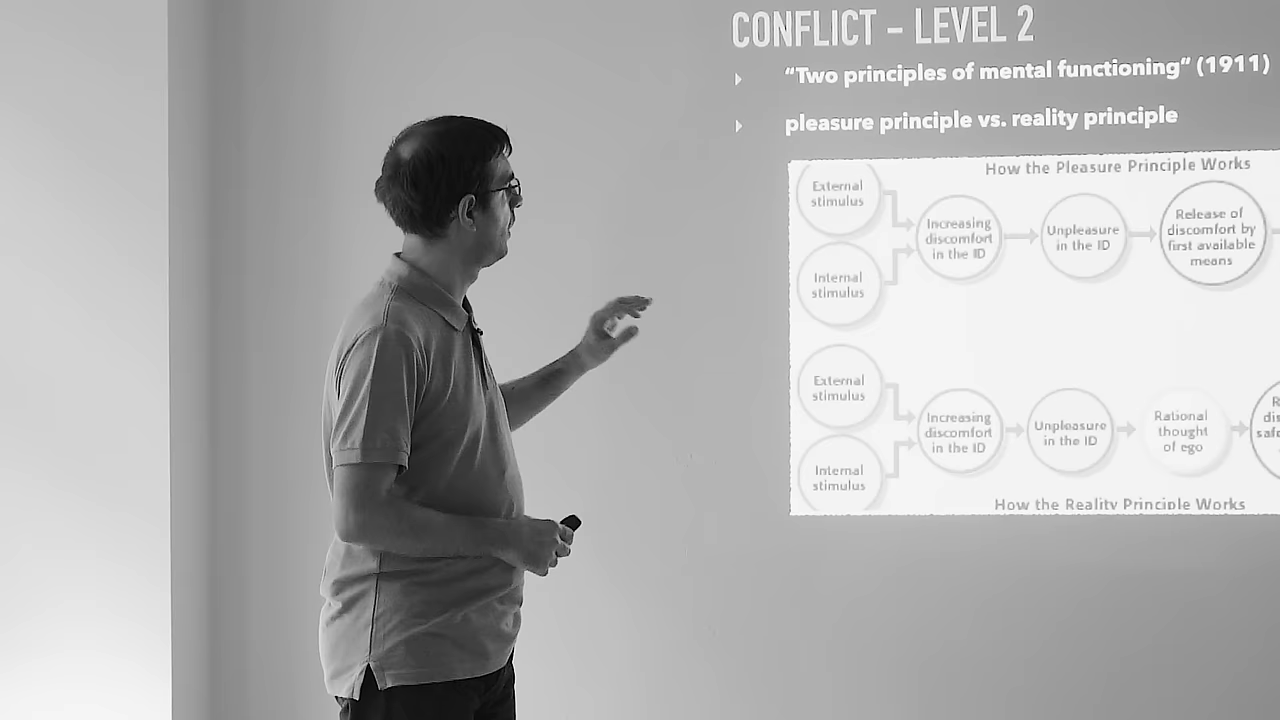 CONFLICT – LEVEL 2
“Two principles of mental functioning“ (1911)
pleasure principle vs. reality principle
How the Pleasure Principle Works
External
stimulus
Internal
stimulus
Increasing
discomfort
in the ID
Unpleasure
in the ID
Release of
discomfort by
first available
means
External
stimulus
Internal
stimulus
Increasing
discomfort
in the ID
Unpleasure
in the ID
Rational
thought
of ego
How the Reality Principle Works